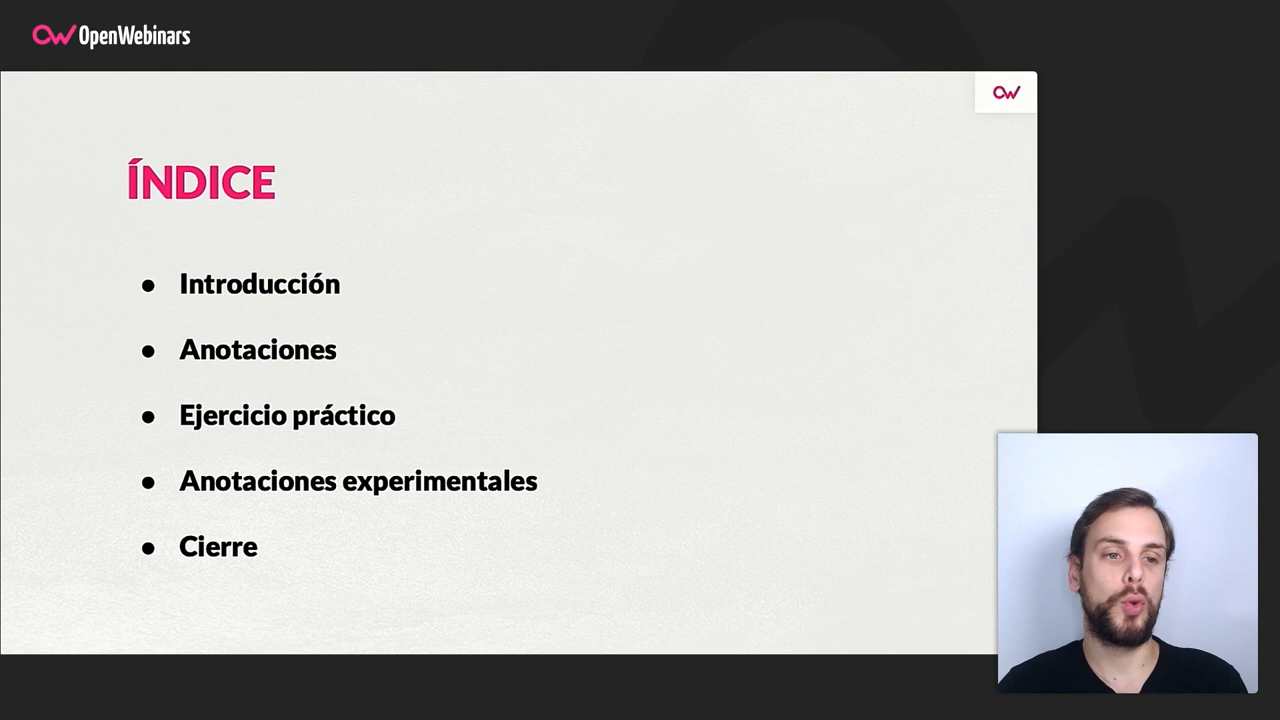 OpenWebinars
ÍNDICE
● Introducción
● Anotaciones
● Ejercicio práctico
● Anotaciones experimentales
● Cierre